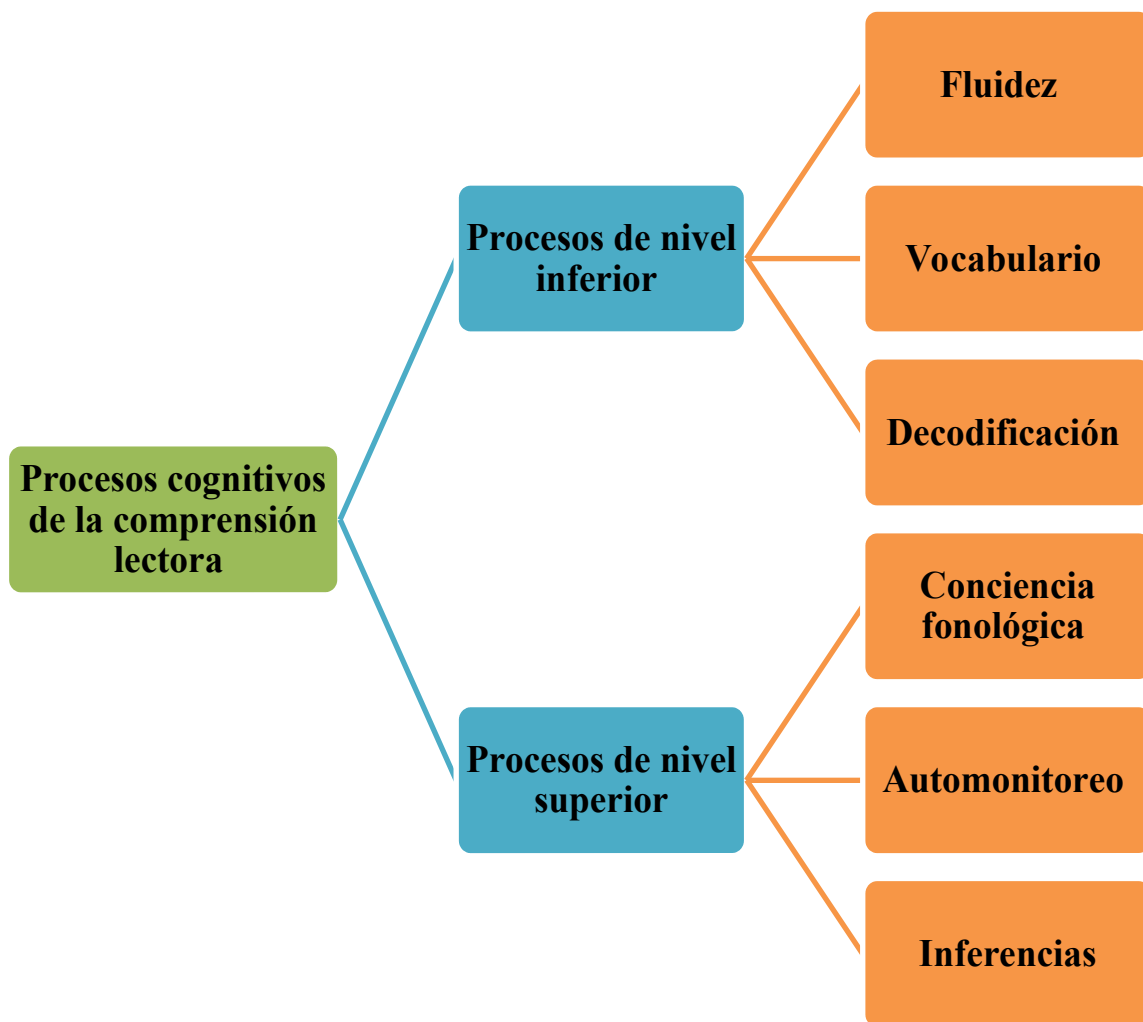 Procesos cognitivos
de la comprensión
lectora
Procesos de nivel
inferior
Fluidez
Vocabulario
Decodificación
Procesos de nivel
superior
Conciencia
fonológica
Automonitoreo
Inferencias